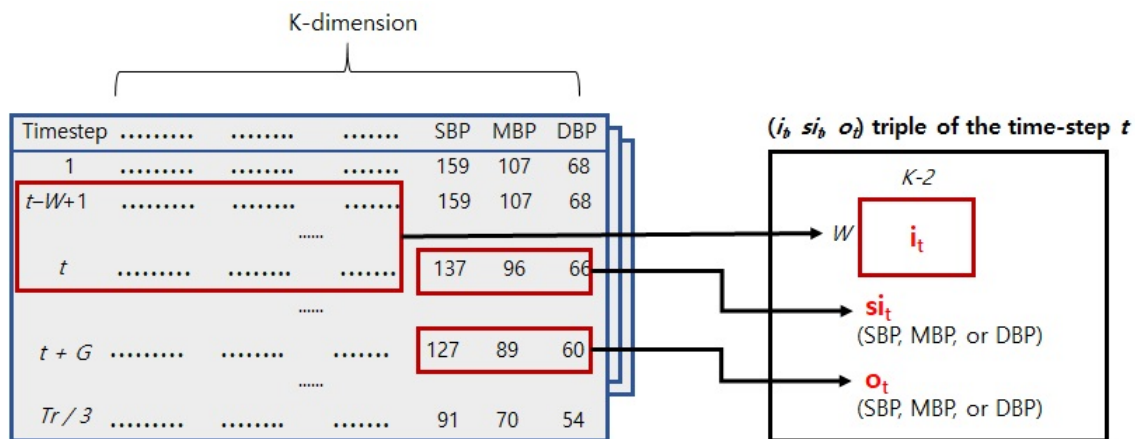 K-dimension
Timestep ......... ........ ....... SBP MBP DBP
1 ......... ........ ....... 159 107 68
t−W+1 ......... ........ ....... 159 107 68
......
t ......... ........ ....... 137 96 66
......
t + G ......... ........ ....... 127 89 60
......
Tr / 3 ......... ........ ....... 91 70 54
(it, sit, ot) triple of the time-step t
K-2
W it
sit
(SBP, MBP, or DBP)
ot
(SBP, MBP, or DBP)